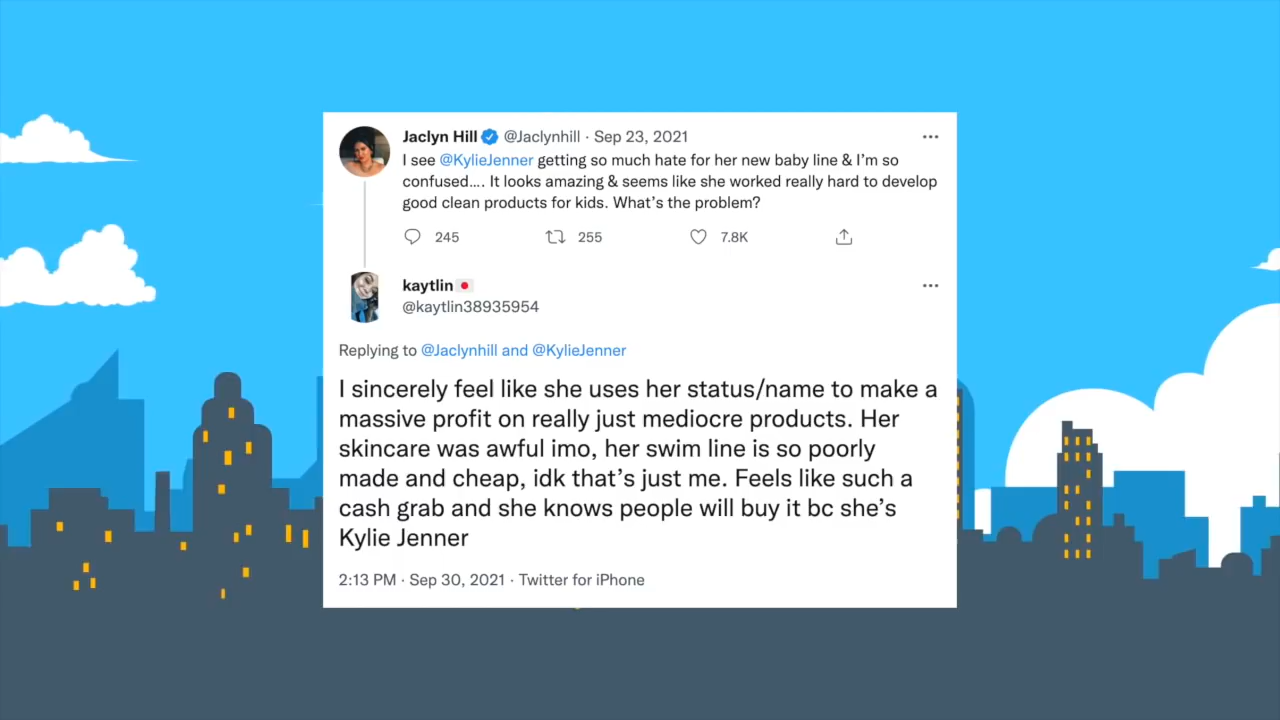 Jaclyn Hill @Jaclynhill · Sep 23, 2021
I see @KylieJenner getting so much hate for her new baby line & I’m so
confused…. It looks amazing & seems like she worked really hard to develop
good clean products for kids. What’s the problem?
245 255 7.8K
kaytlin
@kaytlin38935954
Replying to @Jaclynhill and @KylieJenner
I sincerely feel like she uses her status/name to make a
massive profit on really just mediocre products. Her
skincare was awful imo, her swim line is so poorly
made and cheap, idk that’s just me. Feels like such a
cash grab and she knows people will buy it bc she’s
Kylie Jenner
2:13 PM · Sep 30, 2021 · Twitter for iPhone